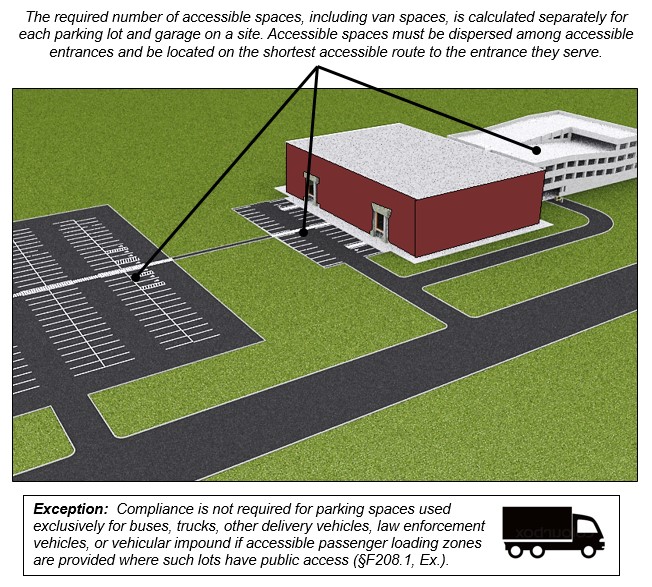 The required number of accessible spaces, including van spaces, is calculated separately for
each parking lot and garage on a site. Accessible spaces must be dispersed among accessible
entrances and be located on the shortest accessible route to the entrance they serve.
Exception:  Compliance is not required for parking spaces used
exclusively for buses, trucks, other delivery vehicles, law enforcement
vehicles, or vehicular impound if accessible passenger loading zones
are provided where such lots have public access (§F208.1, Ex.).